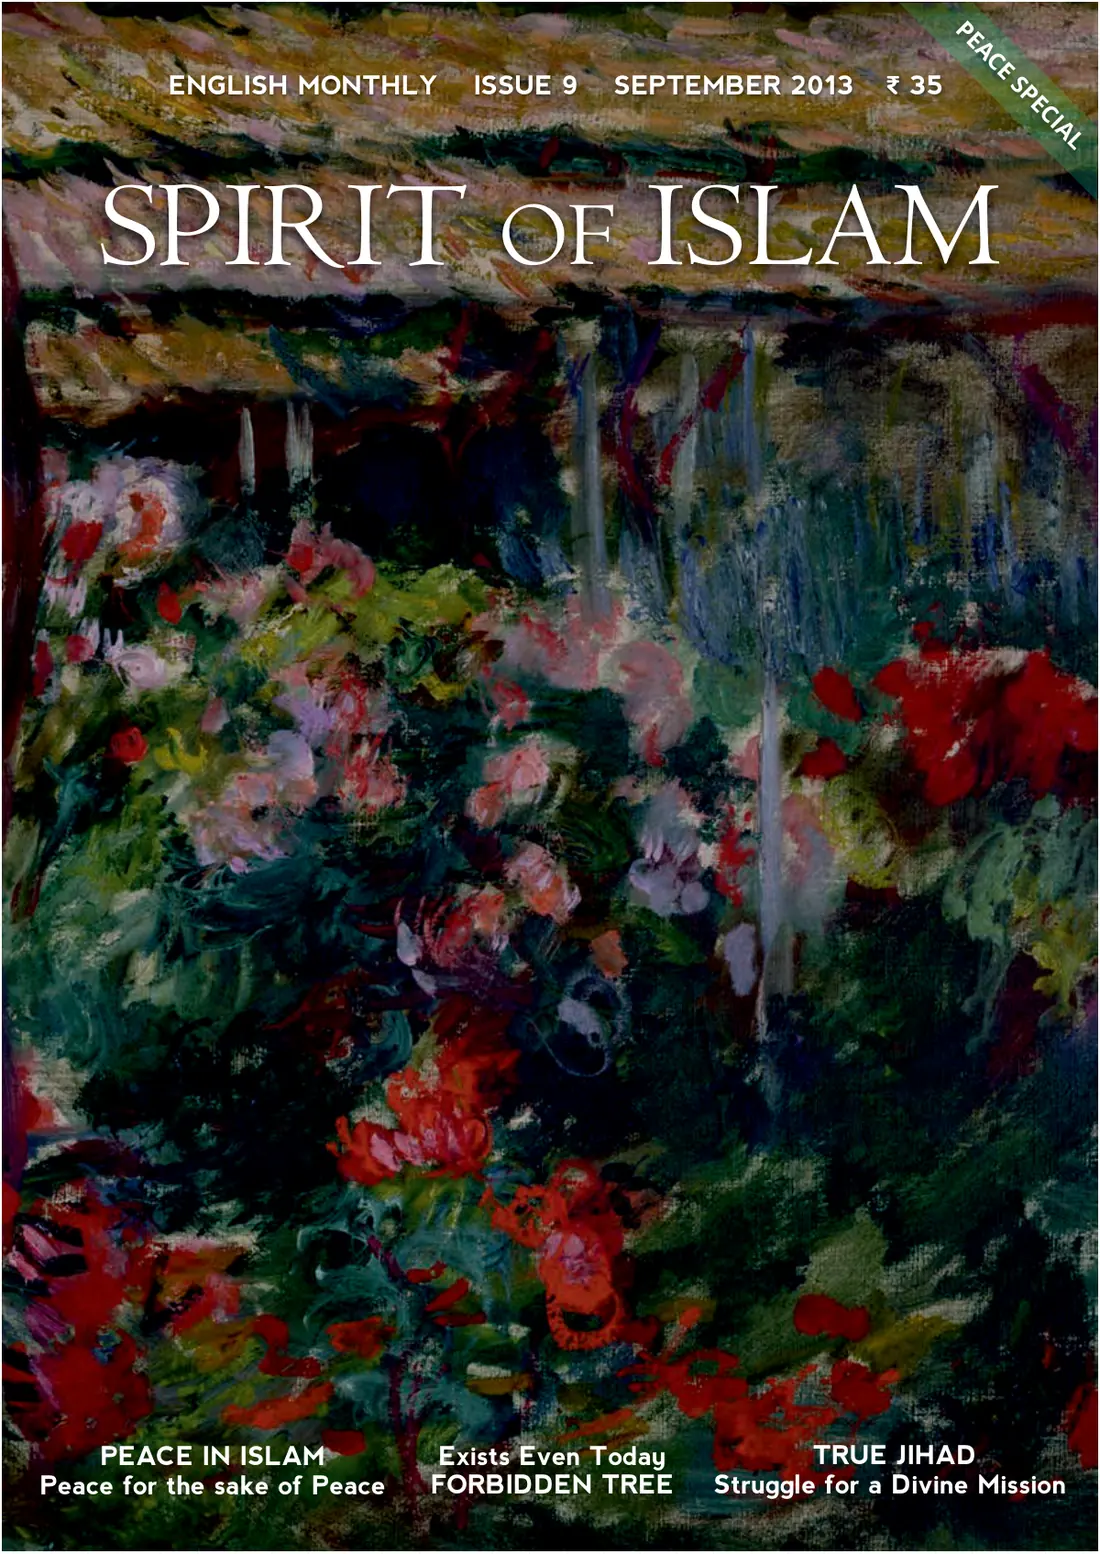 PEACE SPECIAL
ENGLISH MONTHLY ISSUE 9 SEPTEMBER 2013 ₹ 35
SPIRIT OF ISLAM
PEACE IN ISLAM
Peace for the sake of Peace
Exists Even Today
FORBIDDEN TREE
TRUE JIHAD
Struggle for a Divine Mission